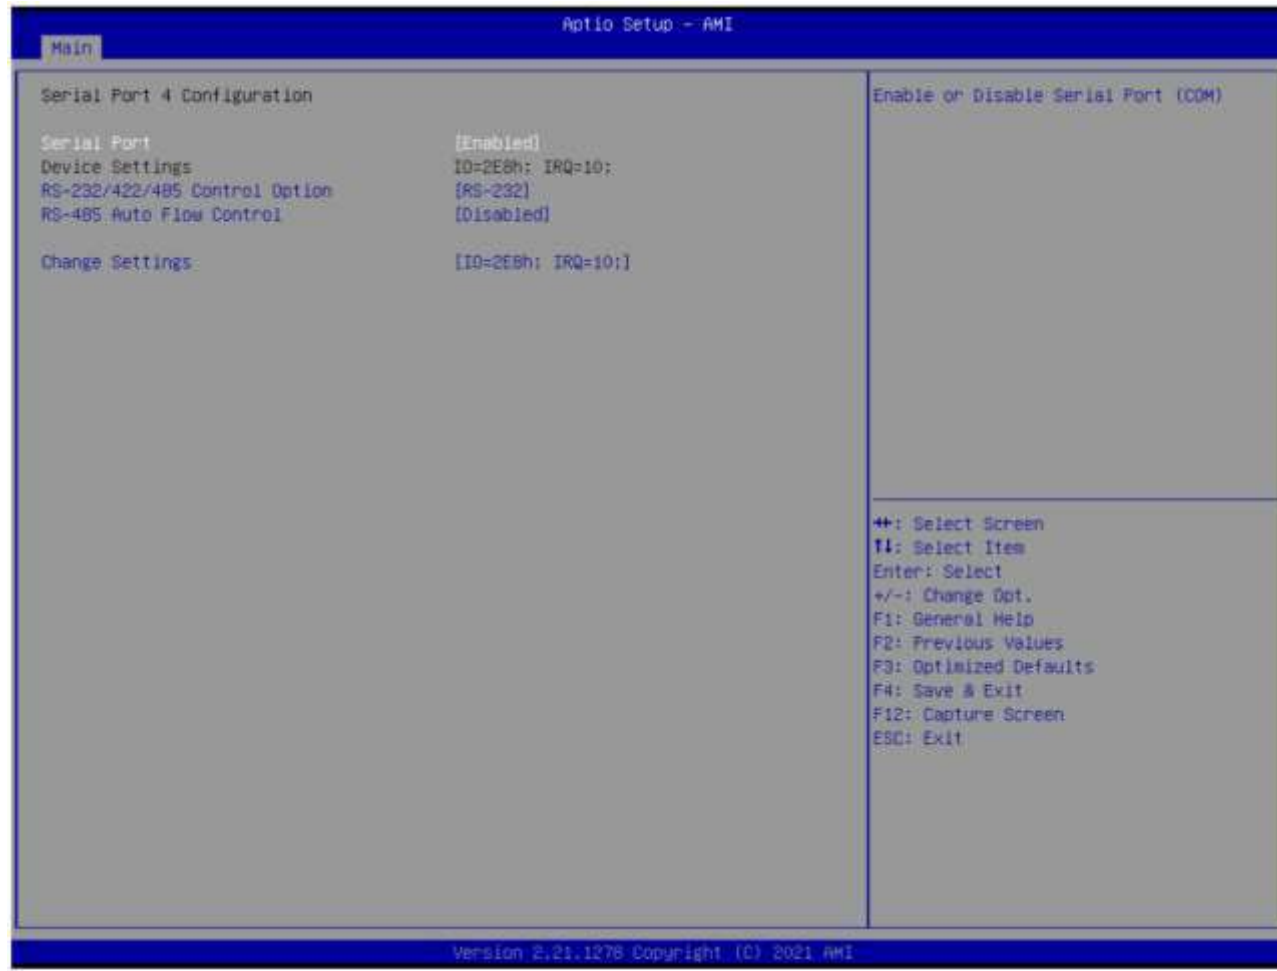 Aptio Setup - AMI
Main
Serial Port 4 Configuration
Serial Port [Enabled]
Device Settings IO=2E8h; IRQ=10;
RS-232/422/485 Control Option [RS-232]
RS-485 Auto Flow Control [Disabled]
Change Settings [IO=2E8h; IRQ=10;]
Enable or Disable Serial Port (COM)
→←: Select Screen
↑↓: Select Item
Enter: Select
+/-: Change Opt.
F1: General Help
F2: Previous Values
F3: Optimized Defaults
F4: Save & Exit
F12: Capture Screen
ESC: Exit
Version 2.21.1278 Copyright (C) 2021 AMI